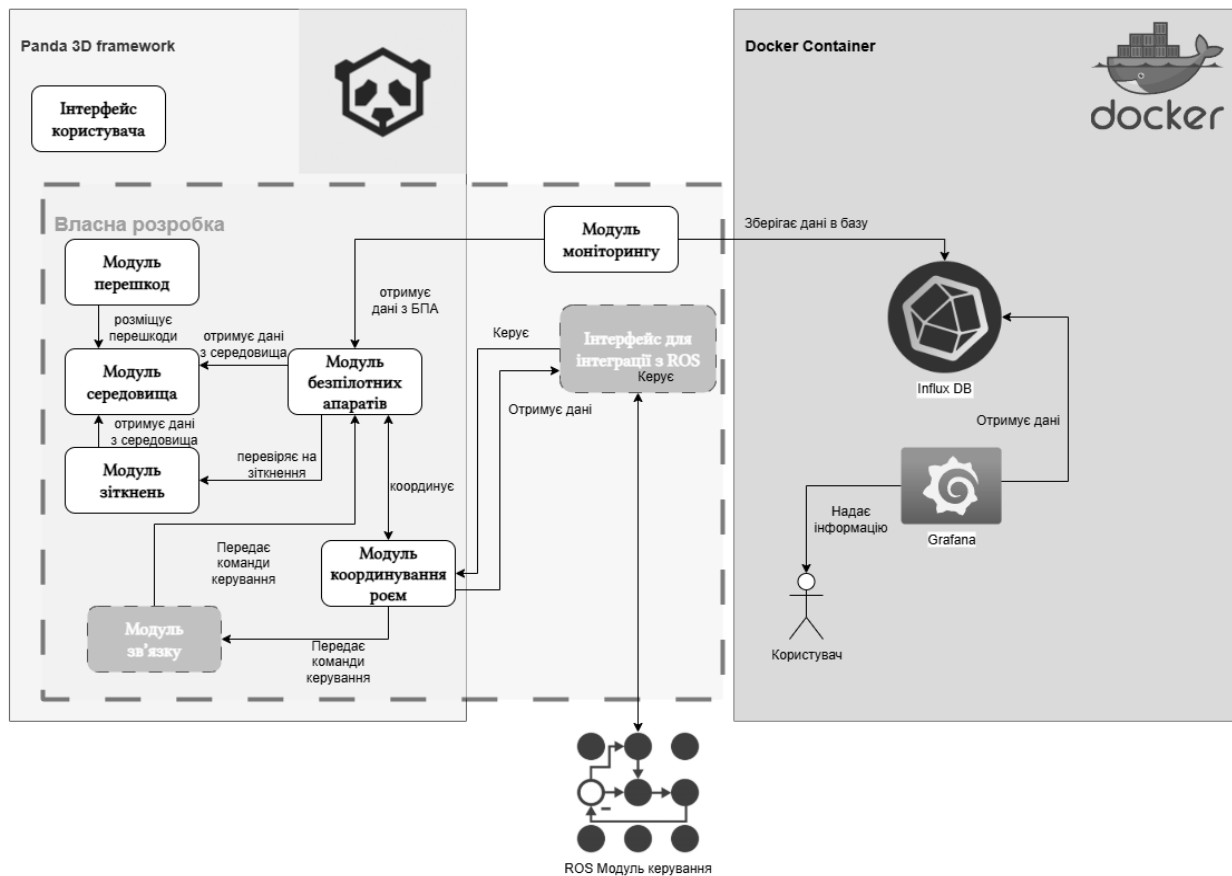 Panda 3D framework
Docker Container
docker
Інтерфейс
користувача
Власна розробка
Модуль
моніторингу
Зберігає дані в базу
Модуль
перешкод
отримує
дані з БПА
розміщує
перешкоди
отримує дані
з середовища
Керує
Інтерфейс для
інтеграції з ROS
Керує
Модуль
середовища
Модуль
безпілотних
апаратів
Influx DB
Отримує дані
Отримує дані
отримує дані
з середовища
перевіряє на
зіткнення
Модуль
зіткнень
координує
Надає
інформацію
Grafana
Передає
команди
керування
Модуль
координування
роєм
Модуль
зв’язку
Передає
команди
керування
Користувач
ROS Модуль керування